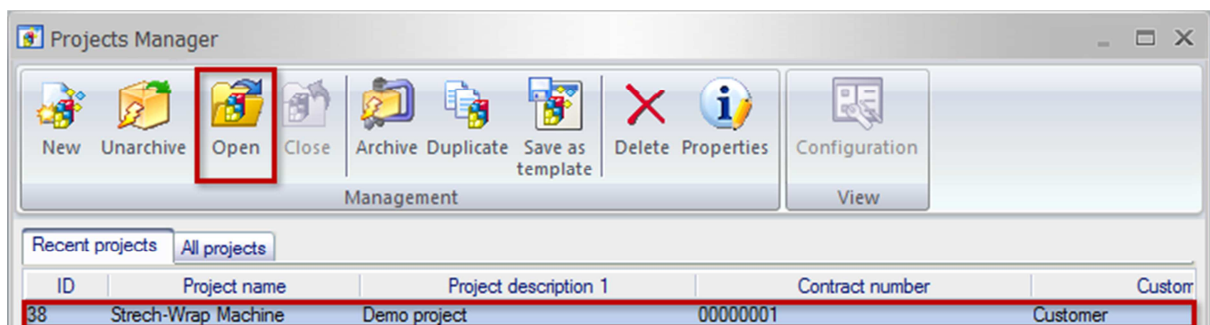 Projects Manager
New Unarchive Open Close Archive Duplicate Save as template Delete Properties Configuration
Management View
Recent projects All projects
ID Project name Project description 1 Contract number Custom
38 Strech-Wrap Machine Demo project 00000001 Customer